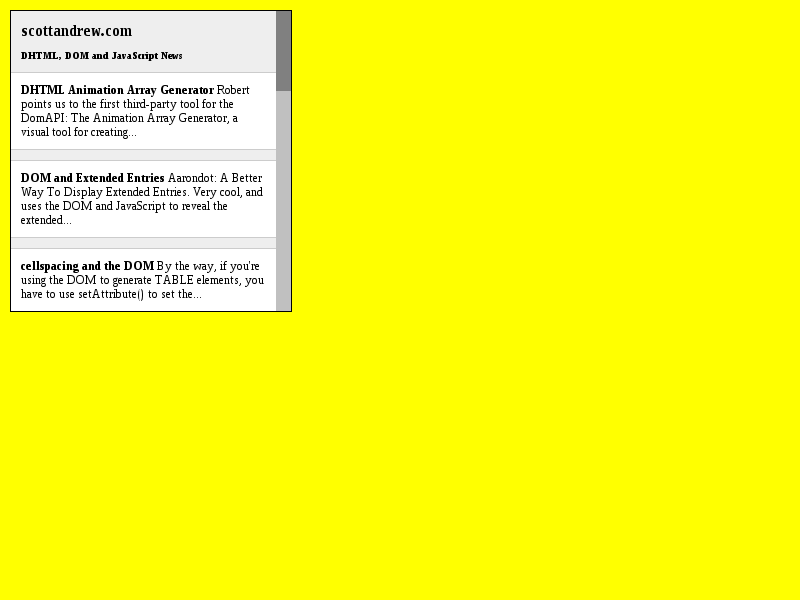 scottandrew.com
DHTML, DOM and JavaScript News
DHTML Animation Array Generator Robert
points us to the first third-party tool for the
DomAPI: The Animation Array Generator, a
visual tool for creating...
DOM and Extended Entries Aarondot: A Better
Way To Display Extended Entries. Very cool, and
uses the DOM and JavaScript to reveal the
extended...
cellspacing and the DOM By the way, if you're
using the DOM to generate TABLE elements, you
have to use setAttribute() to set the...